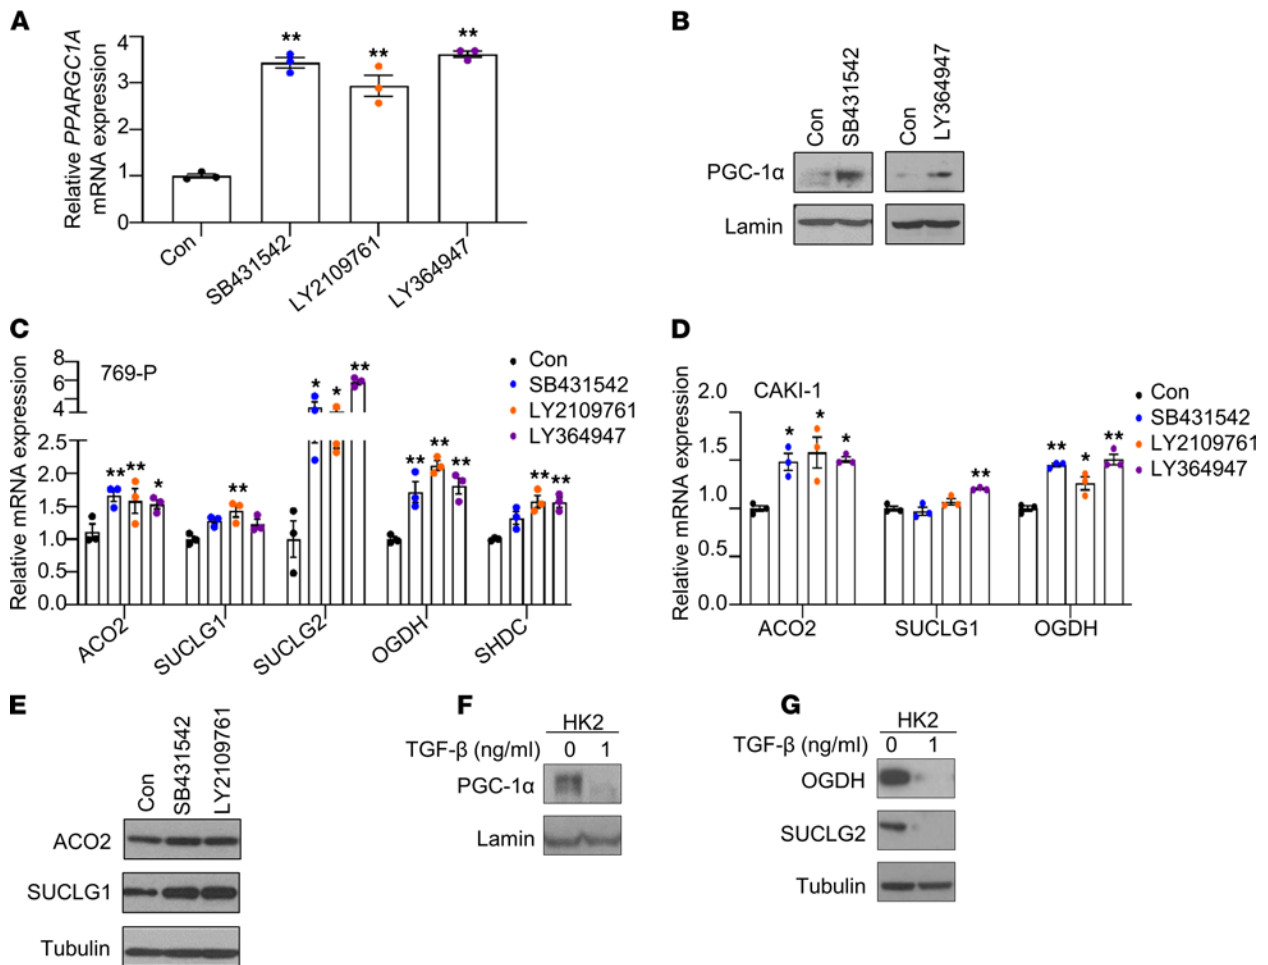 A
Relative PPARGC1A
mRNA expression
4
3
2
1
0
** ** **
Con
SB431542
LY2109761
LY364947
B
Con
SB431542
Con
LY364947
PGC-1α
Lamin
C
Relative mRNA expression
8
6
4
2.5
2.0
1.5
1.0
0.5
0.0
769-P
Con
SB431542
LY2109761
LY364947
** ** *
**
* * **
** ** **
** **
ACO2
SUCLG1
SUCLG2
OGDH
SHDC
D
Relative mRNA expression
2.0
1.5
1.0
0.5
0.0
CAKI-1
Con
SB431542
LY2109761
LY364947
* * *
**
** * **
ACO2
SUCLG1
OGDH
E
Con
SB431542
LY2109761
ACO2
SUCLG1
Tubulin
F
HK2
TGF-β (ng/ml) 0 1
PGC-1α
Lamin
G
HK2
TGF-β (ng/ml) 0 1
OGDH
SUCLG2
Tubulin